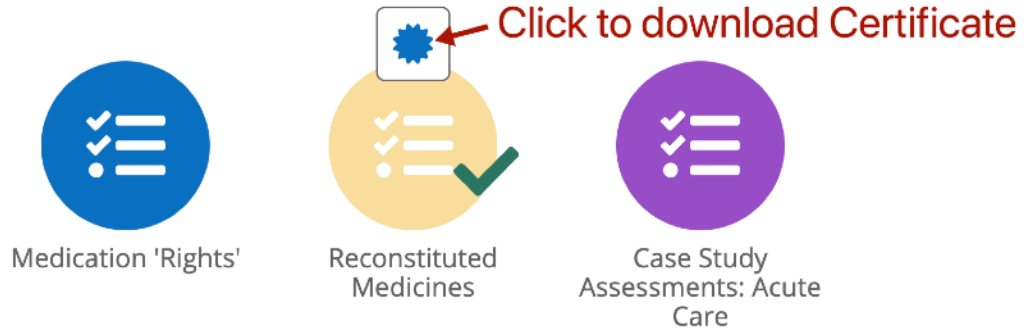 Click to download Certificate
Medication 'Rights'
Reconstituted
Medicines
Case Study
Assessments: Acute
Care